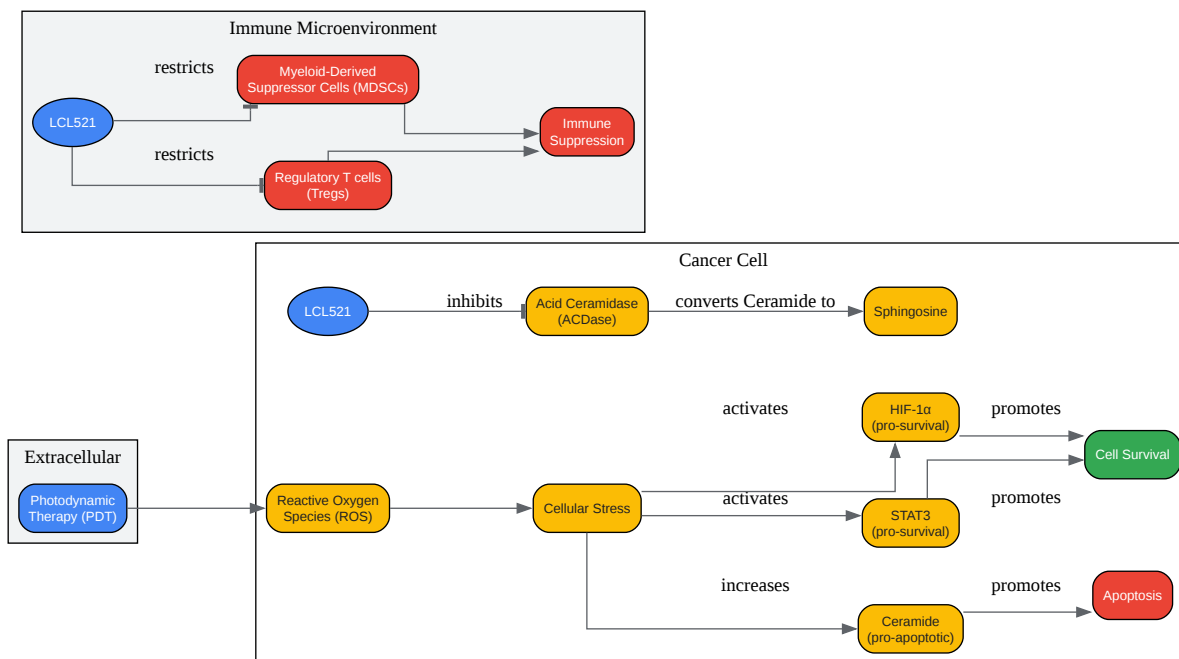 Immune Microenvironment
restricts
Myeloid-Derived
Suppressor Cells (MDSCs)
LCL521
Immune
Suppression
restricts
Regulatory T cells
(Tregs)
Cancer Cell
LCL521
inhibits
Acid Ceramidase
(ACDase)
converts Ceramide to
Sphingosine
activates
HIF-1α
(pro-survival)
promotes
Cell Survival
Extracellular
Photodynamic
Therapy (PDT)
Reactive Oxygen
Species (ROS)
Cellular Stress
activates
STAT3
(pro-survival)
promotes
increases
Ceramide
(pro-apoptotic)
promotes
Apoptosis